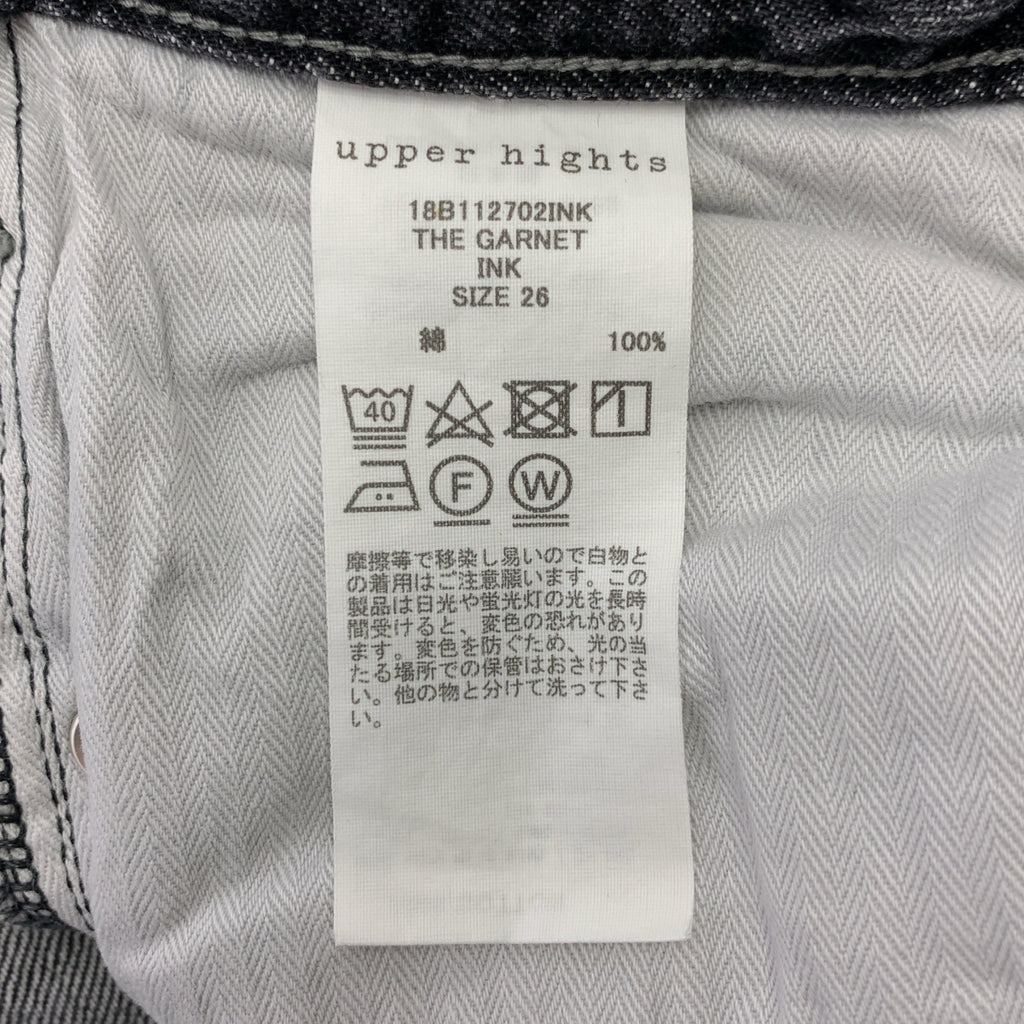 upper hights
18B112702INK
THE GARNET
INK
SIZE 26
綿 100%
40
F W
摩擦等で移染し易いので白物と
の着用はご注意願います。この
製品は日光や蛍光灯の光を長時
間受けると、変色の恐れがあり
ます。変色を防ぐため、光の当
たる場所での保管はおさけ下さ
い。他の物と分けて洗って下さ
い。